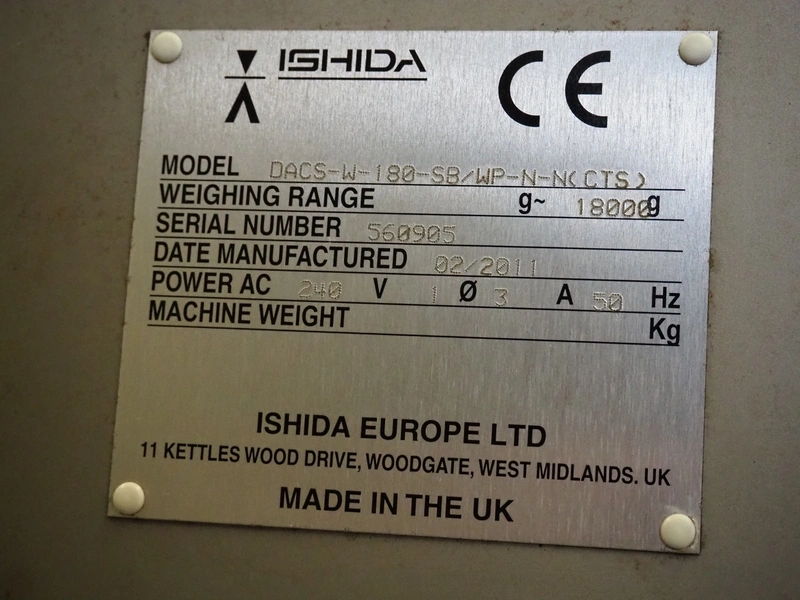 ISHIDA
CE
MODEL DACS-W-180-SB/WP-N-N(CTS)
WEIGHING RANGE g~ 18000g
SERIAL NUMBER 560905
DATE MANUFACTURED 02/2011
POWER AC 240 V 1 Ø 3 A 50 Hz
MACHINE WEIGHT Kg
ISHIDA EUROPE LTD
11 KETTLES WOOD DRIVE, WOODGATE, WEST MIDLANDS. UK
MADE IN THE UK